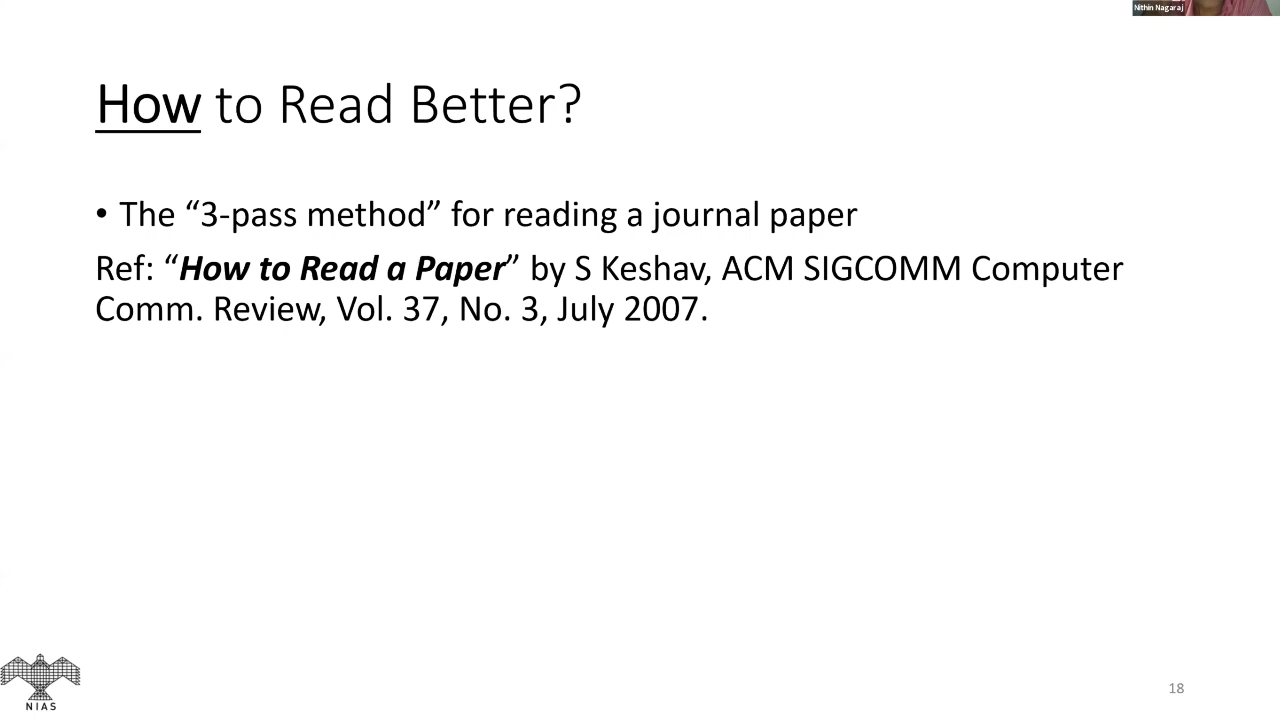 Nithin Nagaraj
How to Read Better?
• The “3-pass method” for reading a journal paper
Ref: “How to Read a Paper” by S Keshav, ACM SIGCOMM Computer
Comm. Review, Vol. 37, No. 3, July 2007.
NIAS
18